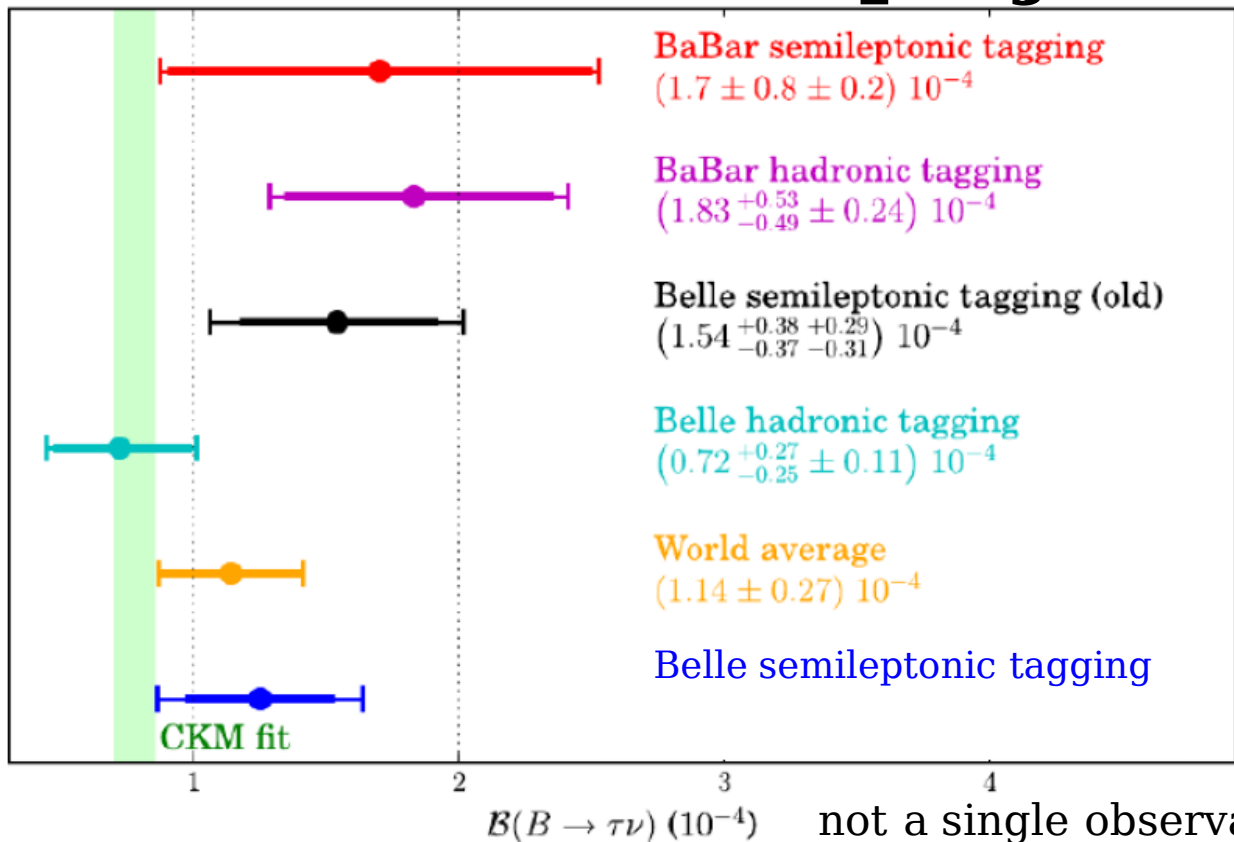 BaBar semileptonic tagging
(1.7 ± 0.8 ± 0.2) 10⁻⁴
BaBar hadronic tagging
(1.83 +0.53 −0.49 ± 0.24) 10⁻⁴
Belle semileptonic tagging (old)
(1.54 +0.38 −0.37 +0.29 −0.31) 10⁻⁴
Belle hadronic tagging
(0.72 +0.27 −0.25 ± 0.11) 10⁻⁴
World average
(1.14 ± 0.27) 10⁻⁴
Belle semileptonic tagging
CKM fit
1 2 3 4
ℬ(B → τν) (10⁻⁴)
not a single